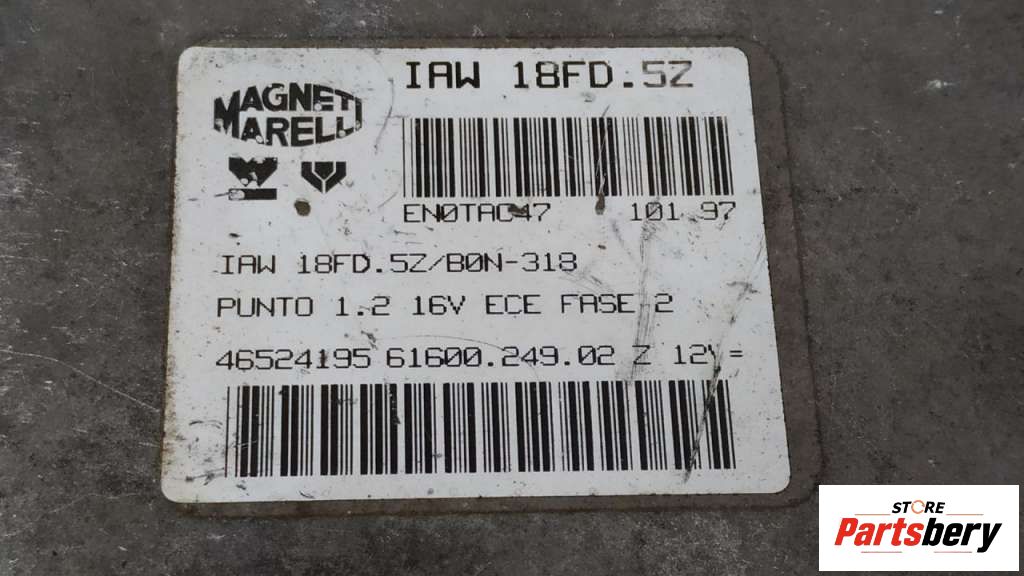 MAGNETI
MARELLI
IAW 18FD.5Z
EN0TAC47 101 97
IAW 18FD.5Z/B0N-318
PUNTO 1.2 16V ECE FASE 2
46524195 61600.249.02 Z 12V =
STORE
Partsbery